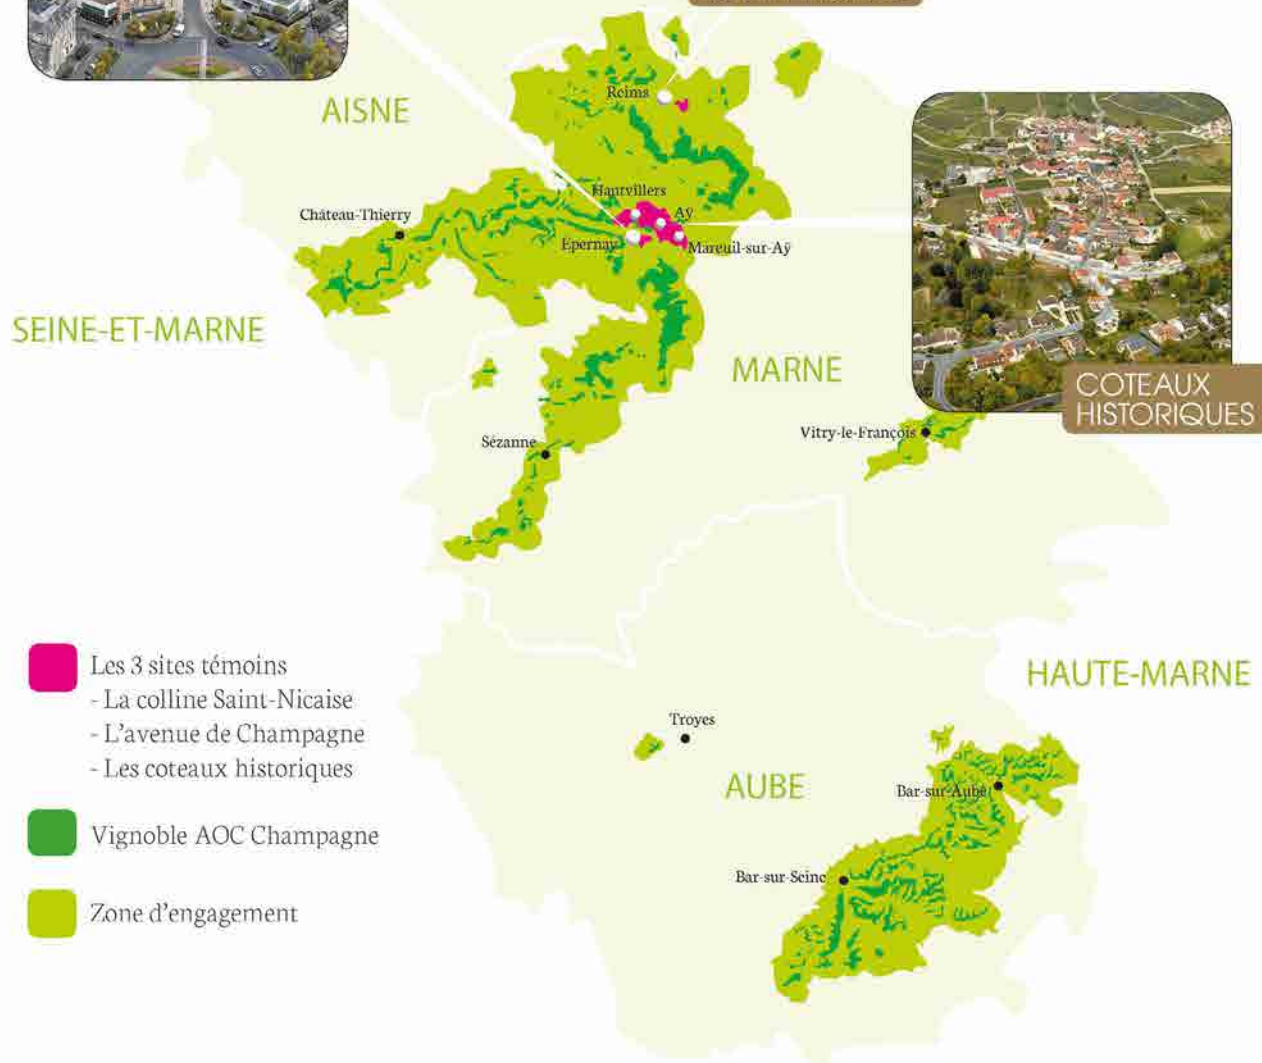 AISNE
Reims
Hautvillers
Château-Thierry
Aÿ
Epernay
Mareuil-sur-Aÿ
SEINE-ET-MARNE
MARNE
COTEAUX
HISTORIQUES
Vitry-le-François
Sézanne
Les 3 sites témoins
- La colline Saint-Nicaise
- L'avenue de Champagne
- Les coteaux historiques
HAUTE-MARNE
Troyes
AUBE
Bar-sur-Aube
Vignoble AOC Champagne
Bar-sur-Seine
Zone d'engagement